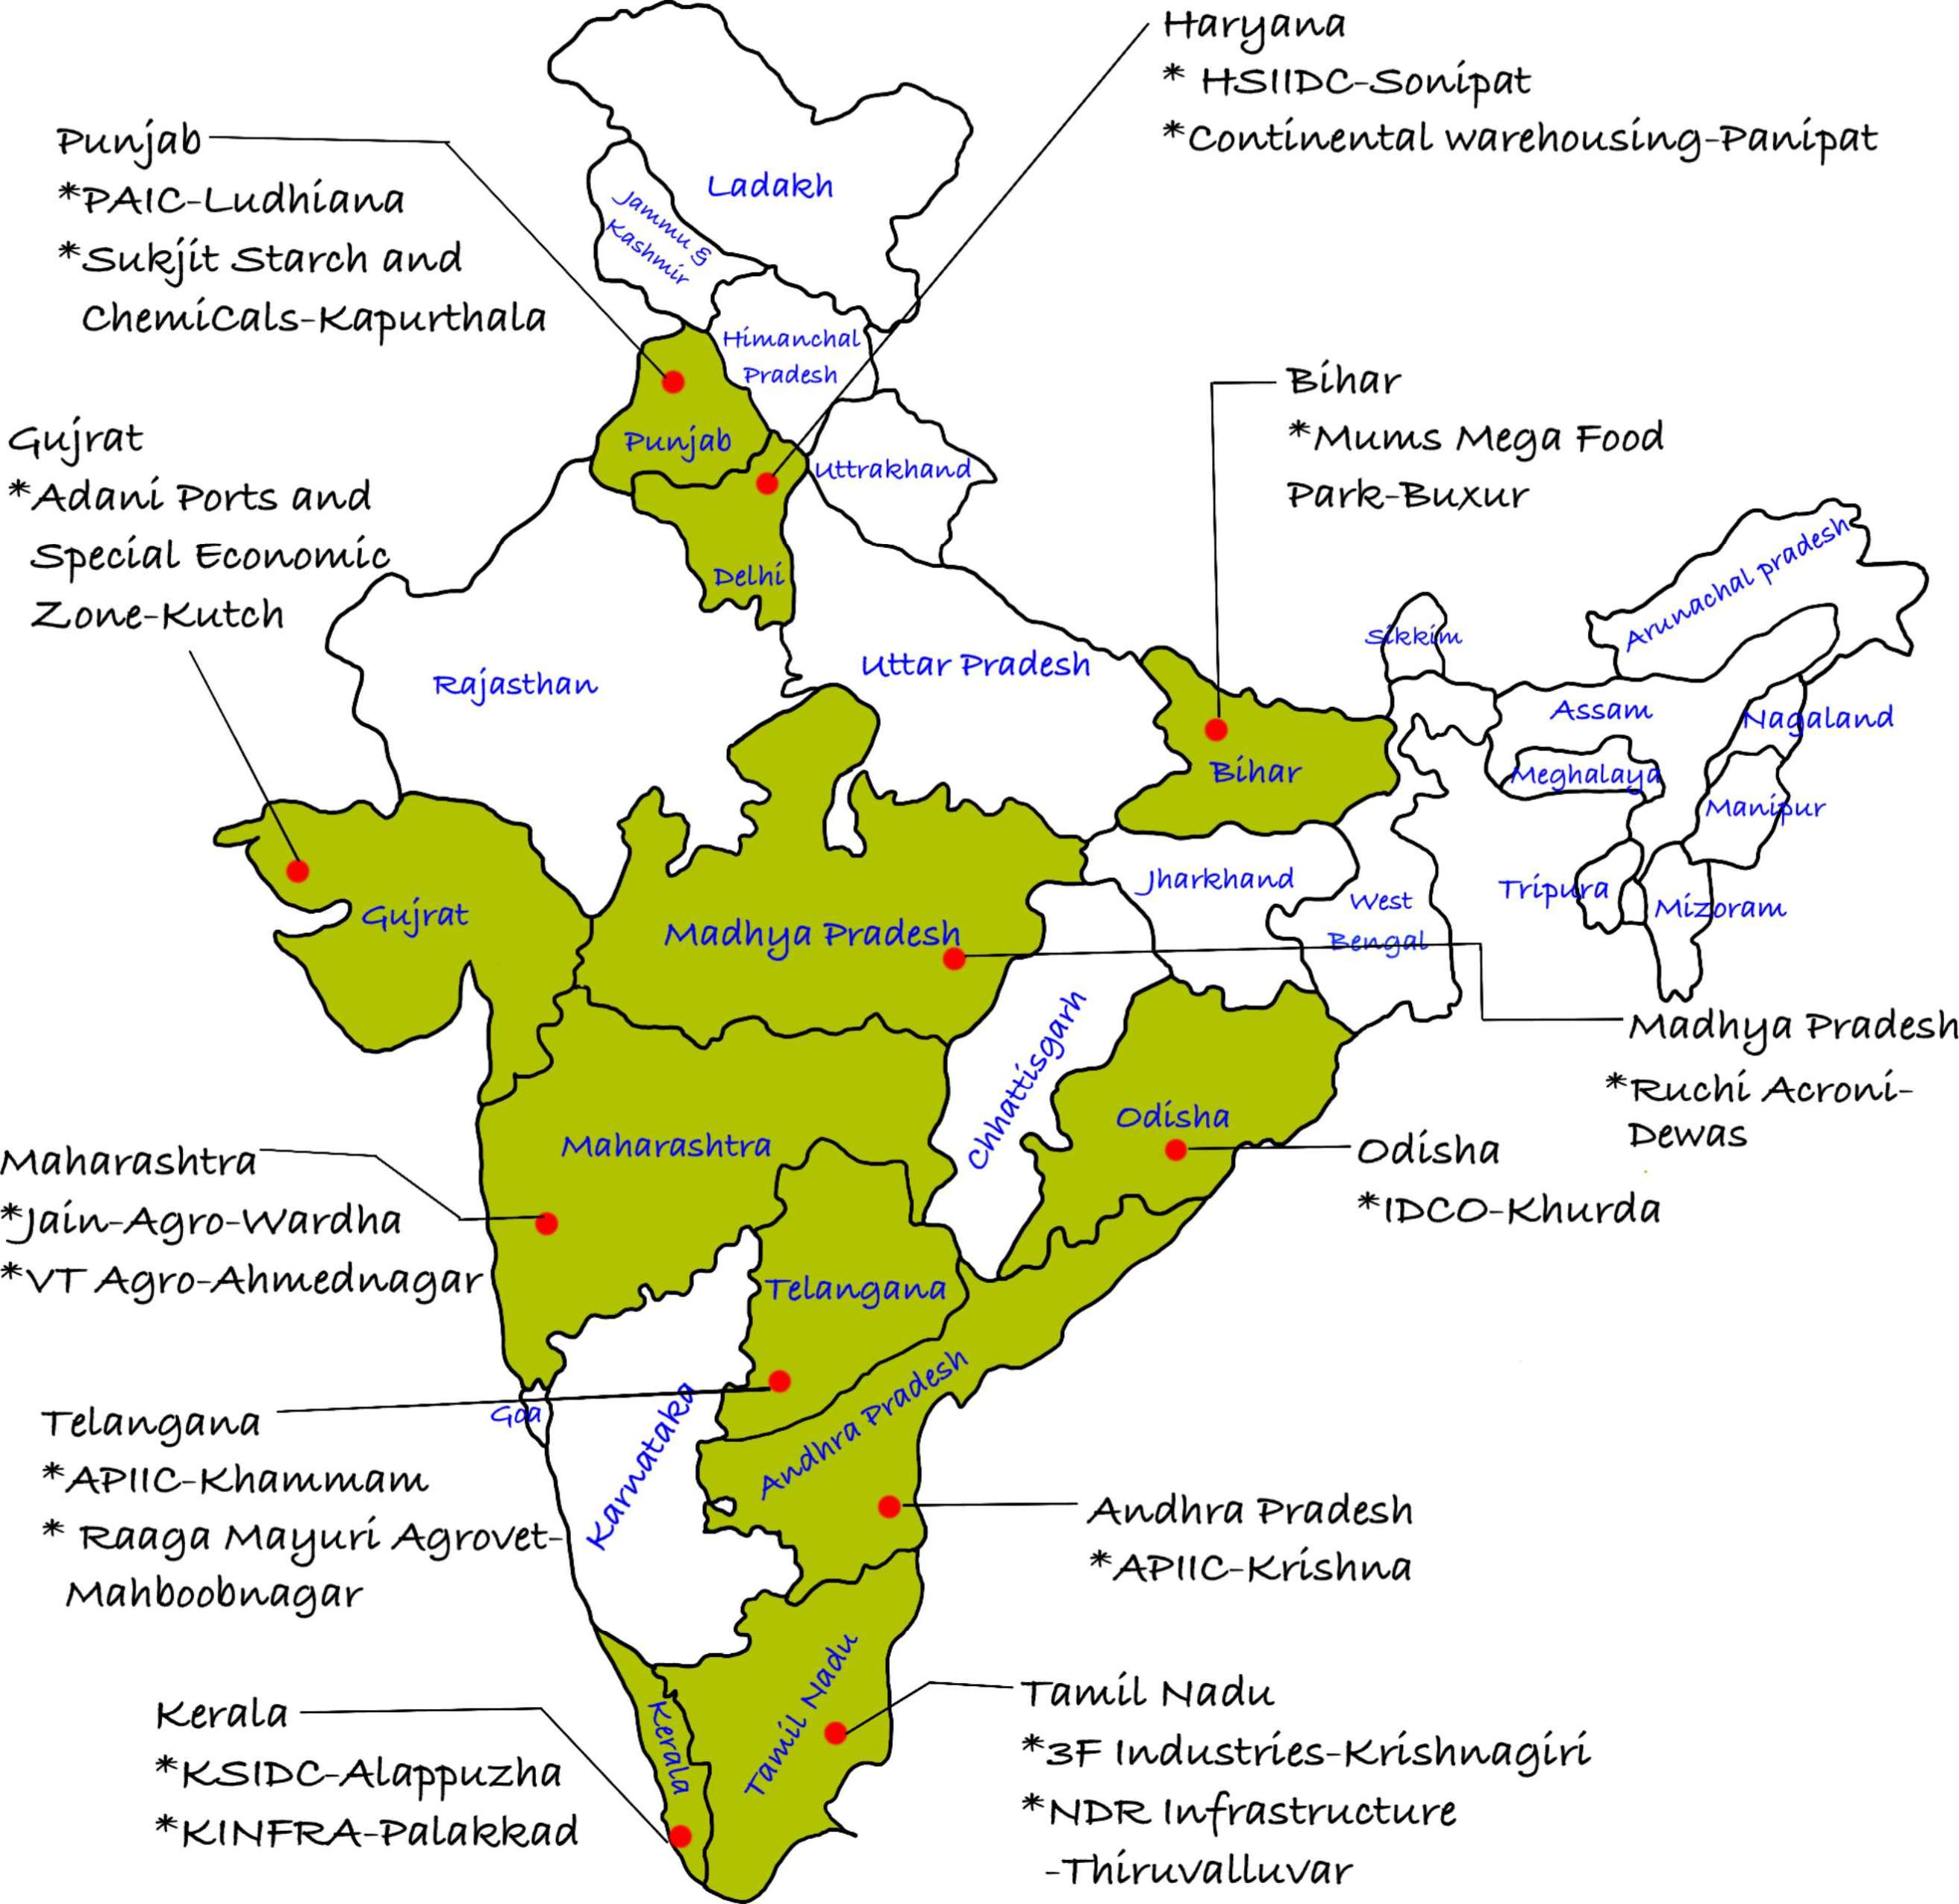 Haryana
* HSIIDC-Sonipat
*Continental warehousing-Panipat
Punjab
*PAIC-Ludhiana
*Sukjit Starch and
ChemiCals-Kapurthala
Ladakh
Jammu &
Kashmir
Himanchal
Pradesh
Punjab
Uttrakhand
Delhi
Gujrat
*Adani Ports and
Special Economic
Zone-Kutch
Bihar
*Mums Mega Food
Park-Buxur
Rajasthan
Uttar Pradesh
Bihar
Sikkim
Arunachal pradesh
Assam
Nagaland
Meghalaya
Manipur
Tripura
Mizoram
Jharkhand
West
Bengal
Gujrat
Madhya Pradesh
Chhattisgarh
Madhya Pradesh
*Ruchi Acroni-
Dewas
Odisha
Odisha
*IDCO-Khurda
Maharashtra
Maharashtra
*Jain-Agro-Wardha
*VT Agro-Ahmednagar
Telangana
Goa
Karnataka
Andhra Pradesh
Telangana
*APIIC-Khammam
* Raaga Mayuri Agrovet-
Mahboobnagar
Andhra Pradesh
*APIIC-Krishna
Kerala
Tamil Nadu
Kerala
*KSIDC-Alappuzha
*KINFRA-Palakkad
Tamil Nadu
*3F Industries-Krishnagiri
*NDR Infrastructure
-Thiruvalluvar